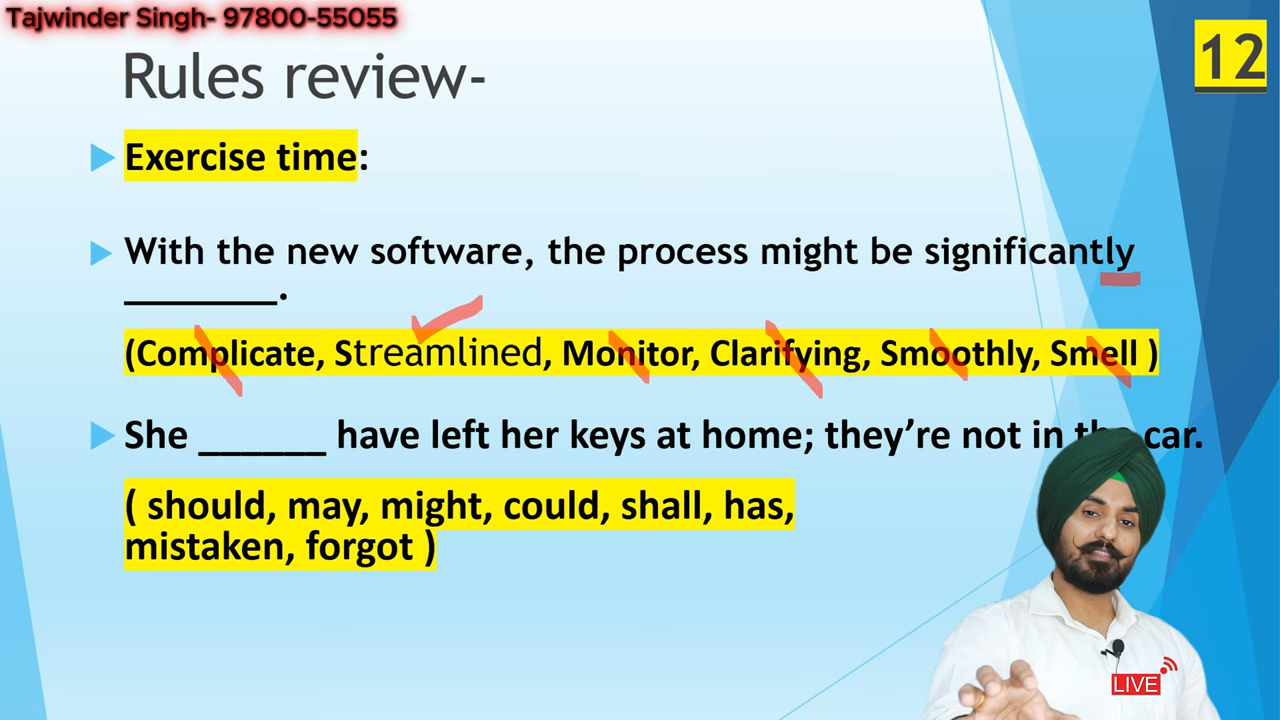 Tajwinder Singh- 97800-55055
12
Rules review-
Exercise time:
With the new software, the process might be significantly
________.
(Complicate, Streamlined, Monitor, Clarifying, Smoothly, Smell )
She ______ have left her keys at home; they’re not in the car.
( should, may, might, could, shall, has,
mistaken, forgot )
LIVE